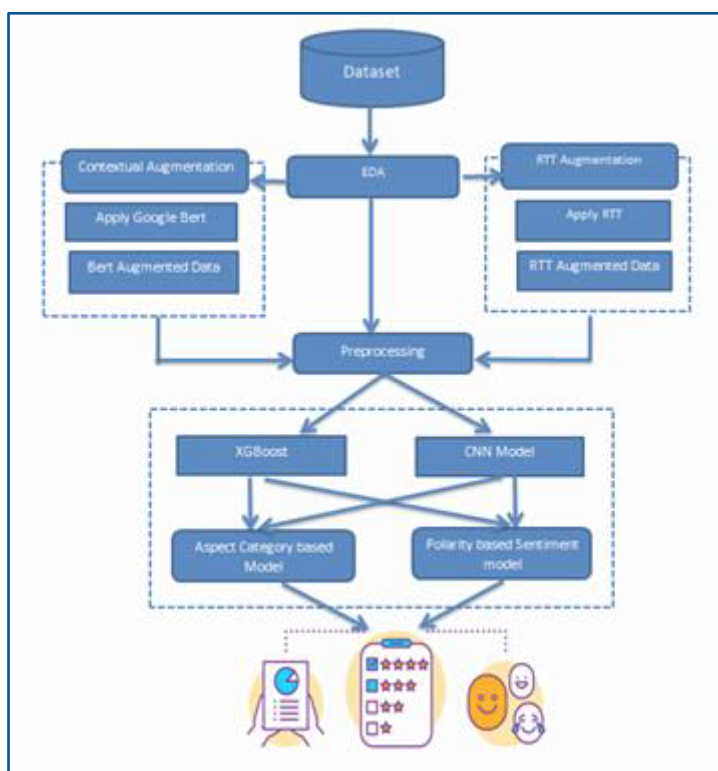 Dataset
Contextual Augmentation
EDA
RTT Augmentation
Apply Google Bert
Apply RTT
Bert Augmented Data
RTT Augmented Data
Preprocessing
XGBoost
CNN Model
Aspect Category based
Model
Polarity based Sentiment
model